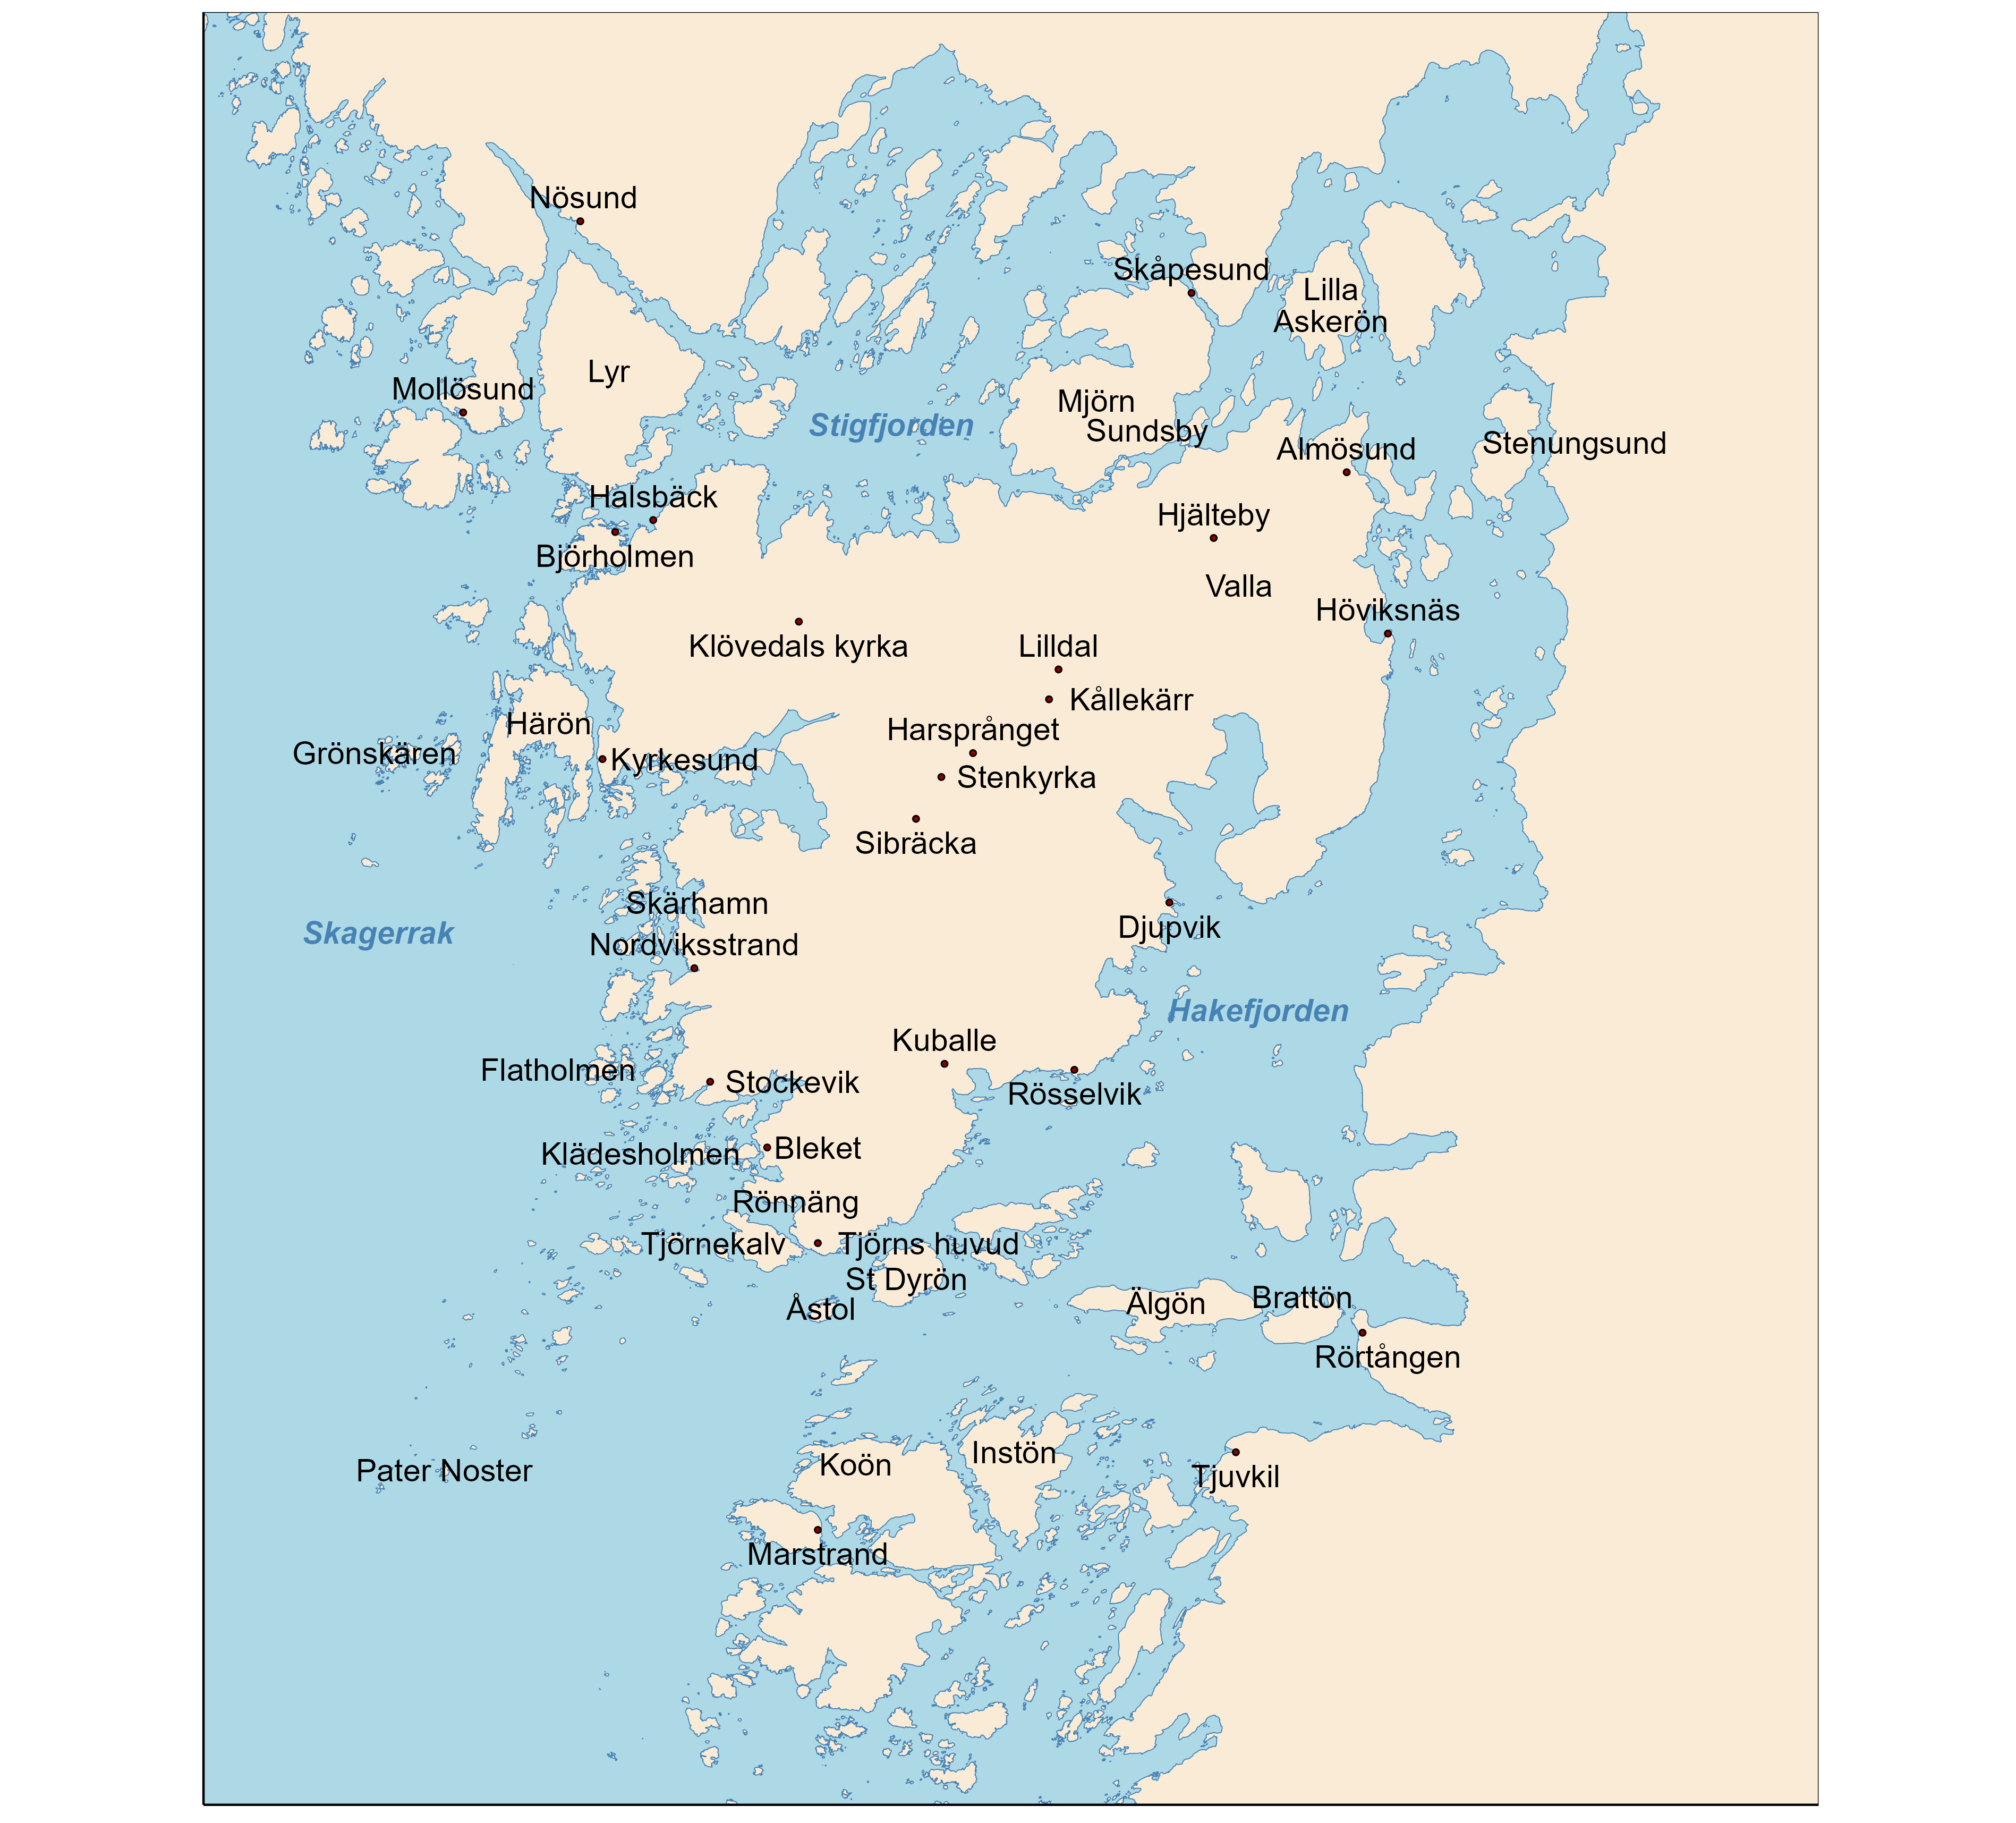 Nösund
Skåpesund
Lilla
Askerön
Lyr
Mollösund
Mjörn
Stigfjorden
Sundsby
Stenungsund
Almösund
Halsbäck
Hjälteby
Björholmen
Valla
Höviksnäs
Klövedals kyrka
Lilldal
Kållekärr
Härön
Harsprånget
Grönskären
Kyrkesund
Stenkyrka
Sibräcka
Skärhamn
Djupvik
Skagerrak
Nordviksstrand
Hakefjorden
Kuballe
Flatholmen
Stockevik
Rösselvik
Bleket
Klädesholmen
Rönnäng
Tjörnekalv
Tjörns huvud
St Dyrön
Brattön
Älgön
Åstol
Rörtången
Instön
Koön
Pater Noster
Tjuvkil
Marstrand